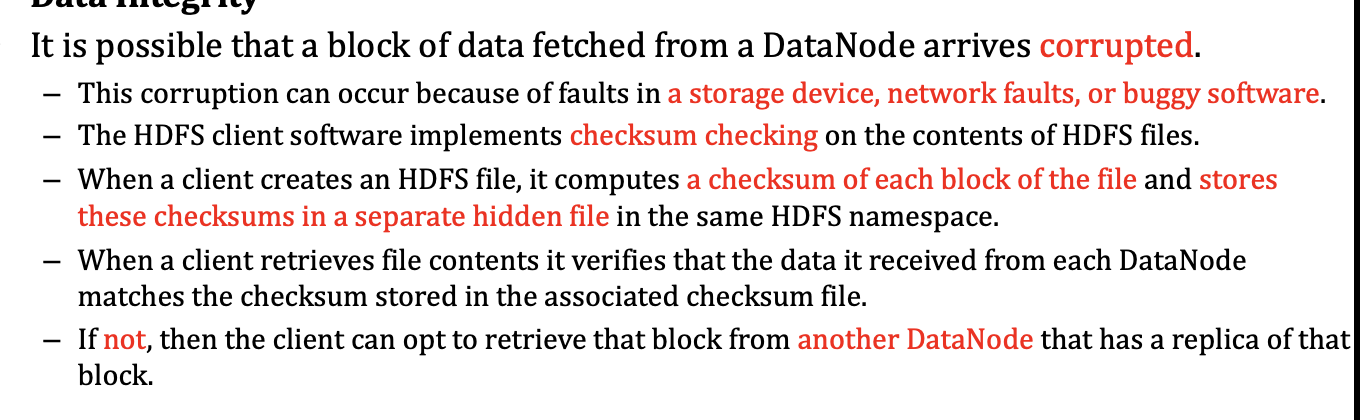 Data Integrity
It is possible that a block of data fetched from a DataNode arrives corrupted.
– This corruption can occur because of faults in a storage device, network faults, or buggy software.
– The HDFS client software implements checksum checking on the contents of HDFS files.
– When a client creates an HDFS file, it computes a checksum of each block of the file and stores
these checksums in a separate hidden file in the same HDFS namespace.
– When a client retrieves file contents it verifies that the data it received from each DataNode
matches the checksum stored in the associated checksum file.
– If not, then the client can opt to retrieve that block from another DataNode that has a replica of that
block.